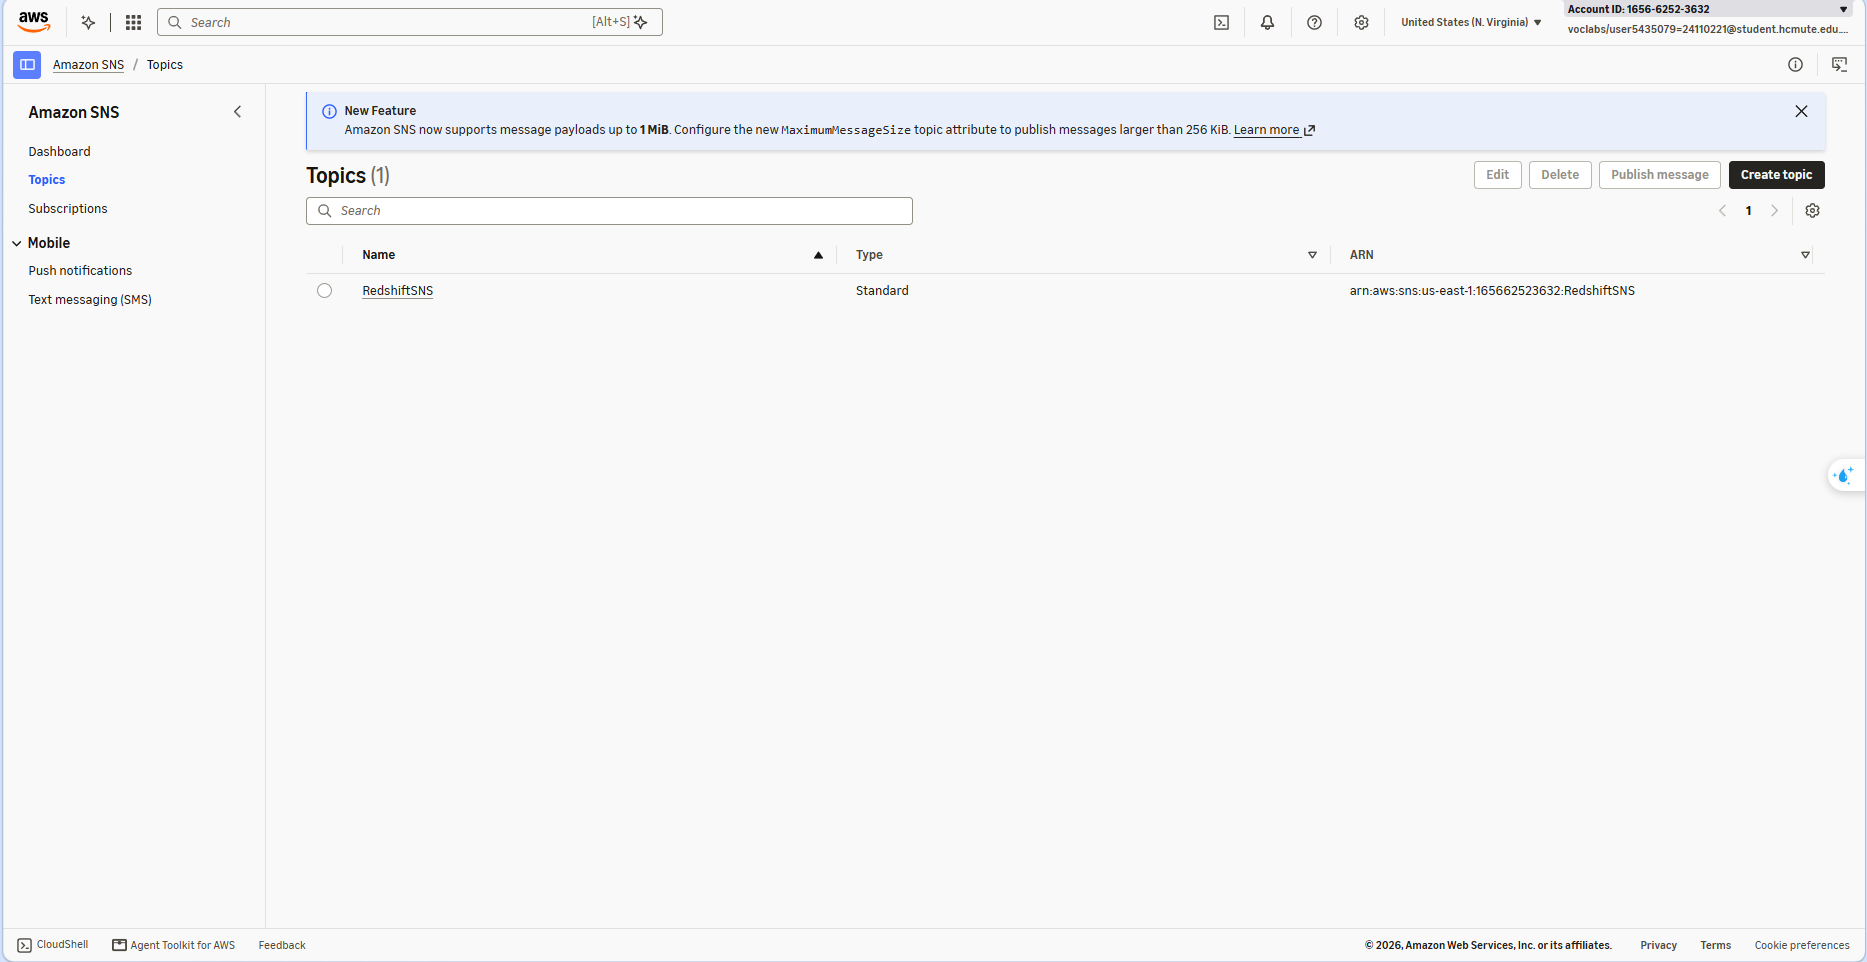 aws
Search [Alt+S]
United States (N. Virginia)
Account ID: 1656-6252-3632
voclabs/user5435079=24110221@student.hcmute.edu....
Amazon SNS / Topics
Amazon SNS
Dashboard
Topics
Subscriptions
Mobile
Push notifications
Text messaging (SMS)
New Feature
Amazon SNS now supports message payloads up to 1 MiB. Configure the new MaximumMessageSize topic attribute to publish messages larger than 256 KiB. Learn more
Topics (1)
Edit
Delete
Publish message
Create topic
Search
1
Name Type ARN
RedshiftSNS Standard arn:aws:sns:us-east-1:165662523632:RedshiftSNS
CloudShell Agent Toolkit for AWS Feedback
© 2026, Amazon Web Services, Inc. or its affiliates. Privacy Terms Cookie preferences